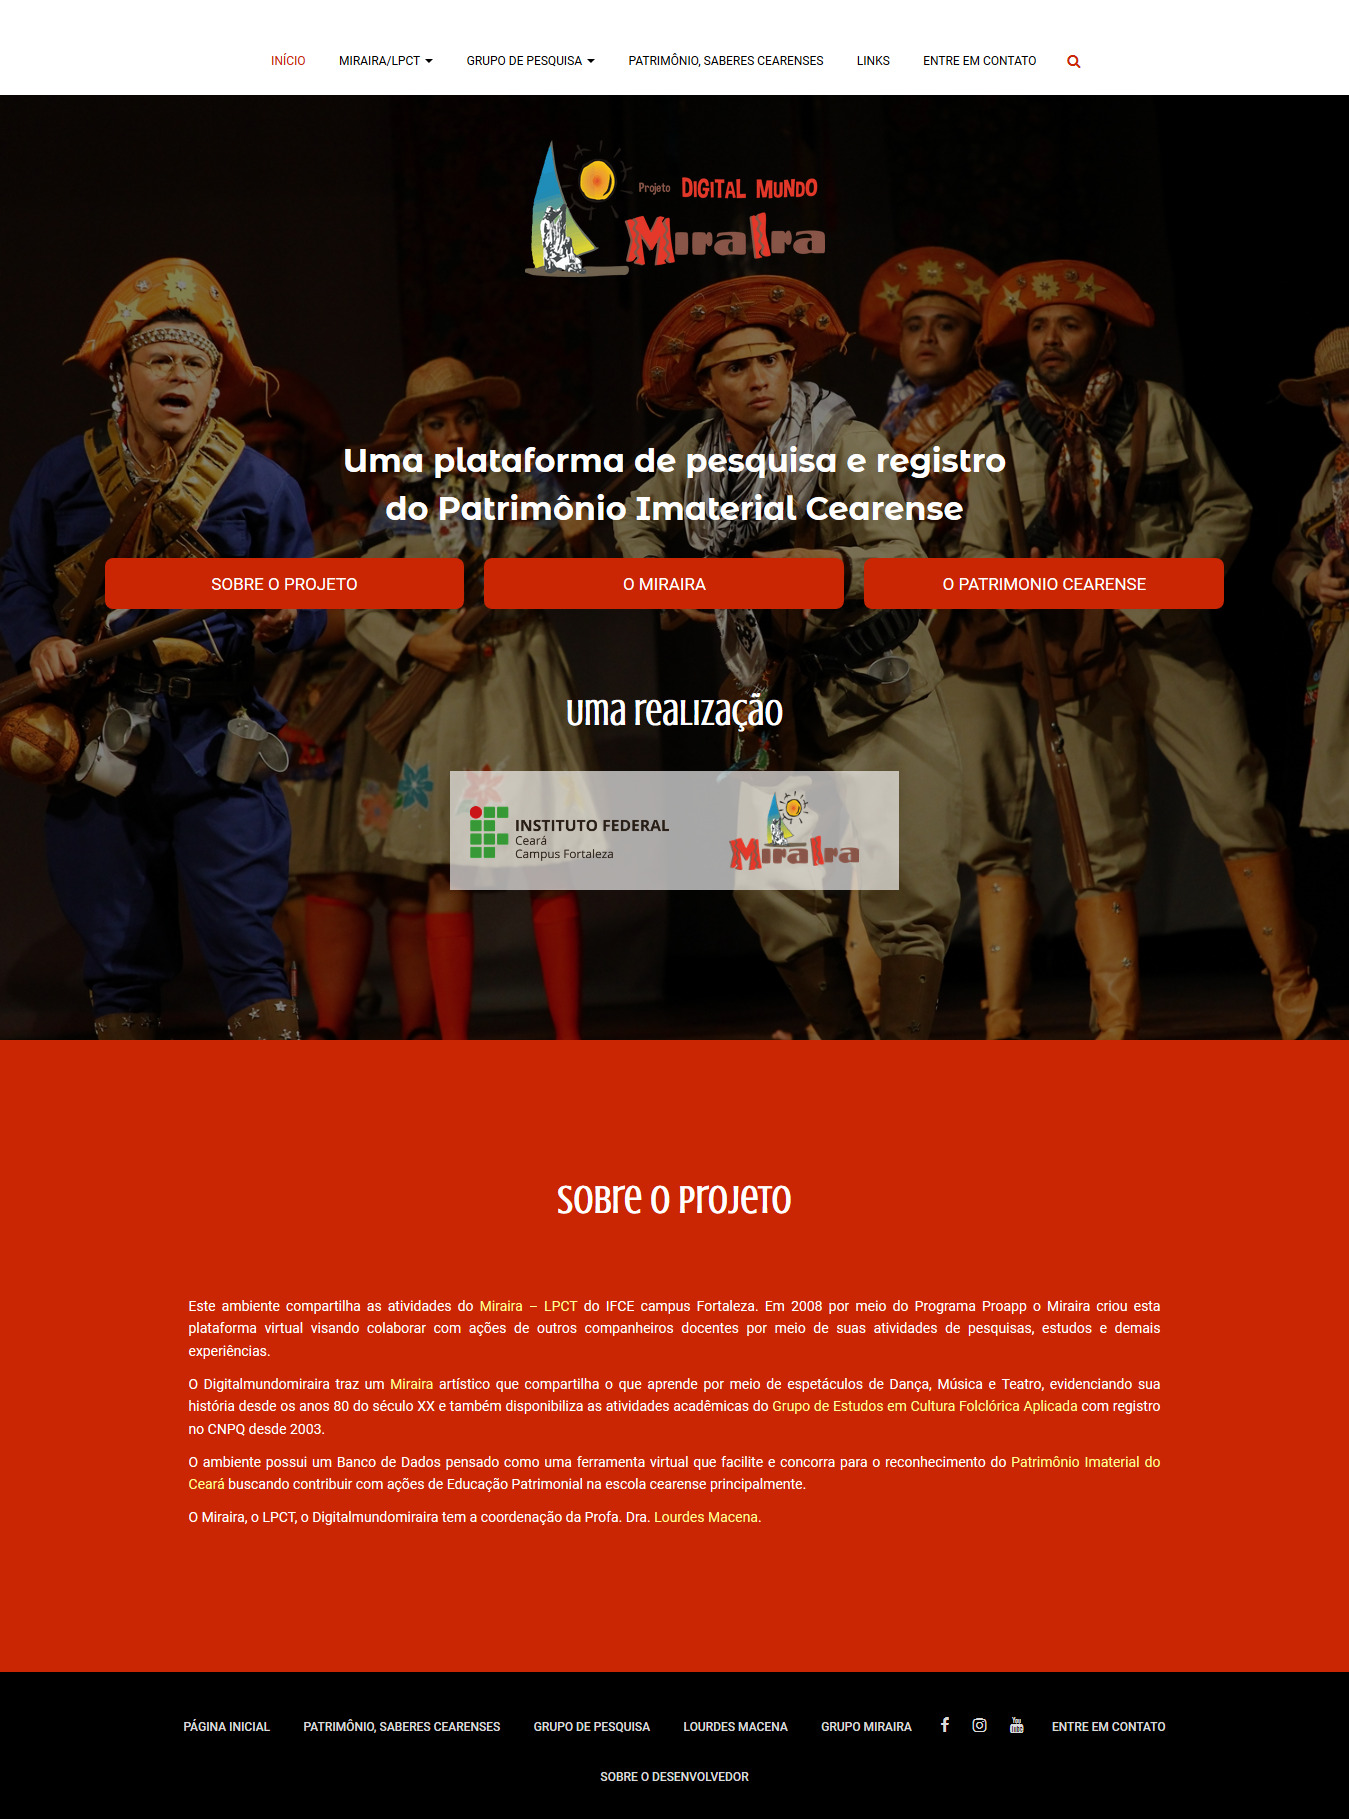 INÍCIO MIRAIRA/LPCT GRUPO DE PESQUISA PATRIMÔNIO, SABERES CEARENSES LINKS ENTRE EM CONTATO
Projeto DIGITAL MUNDO
MiraIra
Uma plataforma de pesquisa e registro
do Patrimônio Imaterial Cearense
SOBRE O PROJETO O MIRAIRA O PATRIMONIO CEARENSE
uma realização
INSTITUTO FEDERAL
Ceará
Campus Fortaleza
MiraIra
sobre o projeto
Este ambiente compartilha as atividades do Miraira – LPCT do IFCE campus Fortaleza. Em 2008 por meio do Programa Proapp o Miraira criou esta
plataforma virtual visando colaborar com ações de outros companheiros docentes por meio de suas atividades de pesquisas, estudos e demais
experiências.
O Digitalmundomiraira traz um Miraira artístico que compartilha o que aprende por meio de espetáculos de Dança, Música e Teatro, evidenciando sua
história desde os anos 80 do século XX e também disponibiliza as atividades acadêmicas do Grupo de Estudos em Cultura Folclórica Aplicada com registro
no CNPQ desde 2003.
O ambiente possui um Banco de Dados pensado como uma ferramenta virtual que facilite e concorra para o reconhecimento do Patrimônio Imaterial do
Ceará buscando contribuir com ações de Educação Patrimonial na escola cearense principalmente.
O Miraira, o LPCT, o Digitalmundomiraira tem a coordenação da Profa. Dra. Lourdes Macena.
PÁGINA INICIAL PATRIMÔNIO, SABERES CEARENSES GRUPO DE PESQUISA LOURDES MACENA GRUPO MIRAIRA You Tube ENTRE EM CONTATO
SOBRE O DESENVOLVEDOR